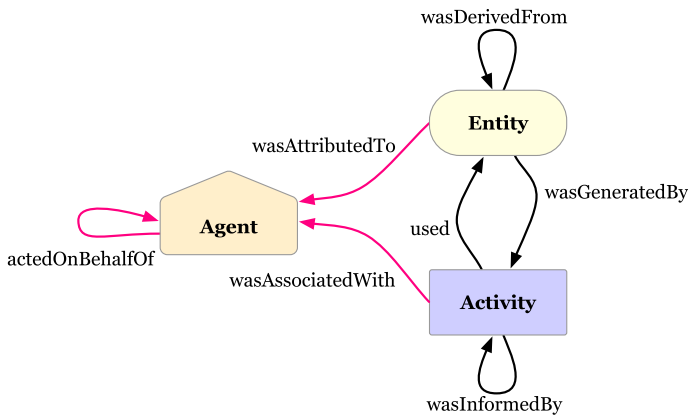 wasDerivedFrom
Entity
wasAttributedTo
wasGeneratedBy
Agent
used
actedOnBehalfOf
wasAssociatedWith
Activity
wasInformedBy